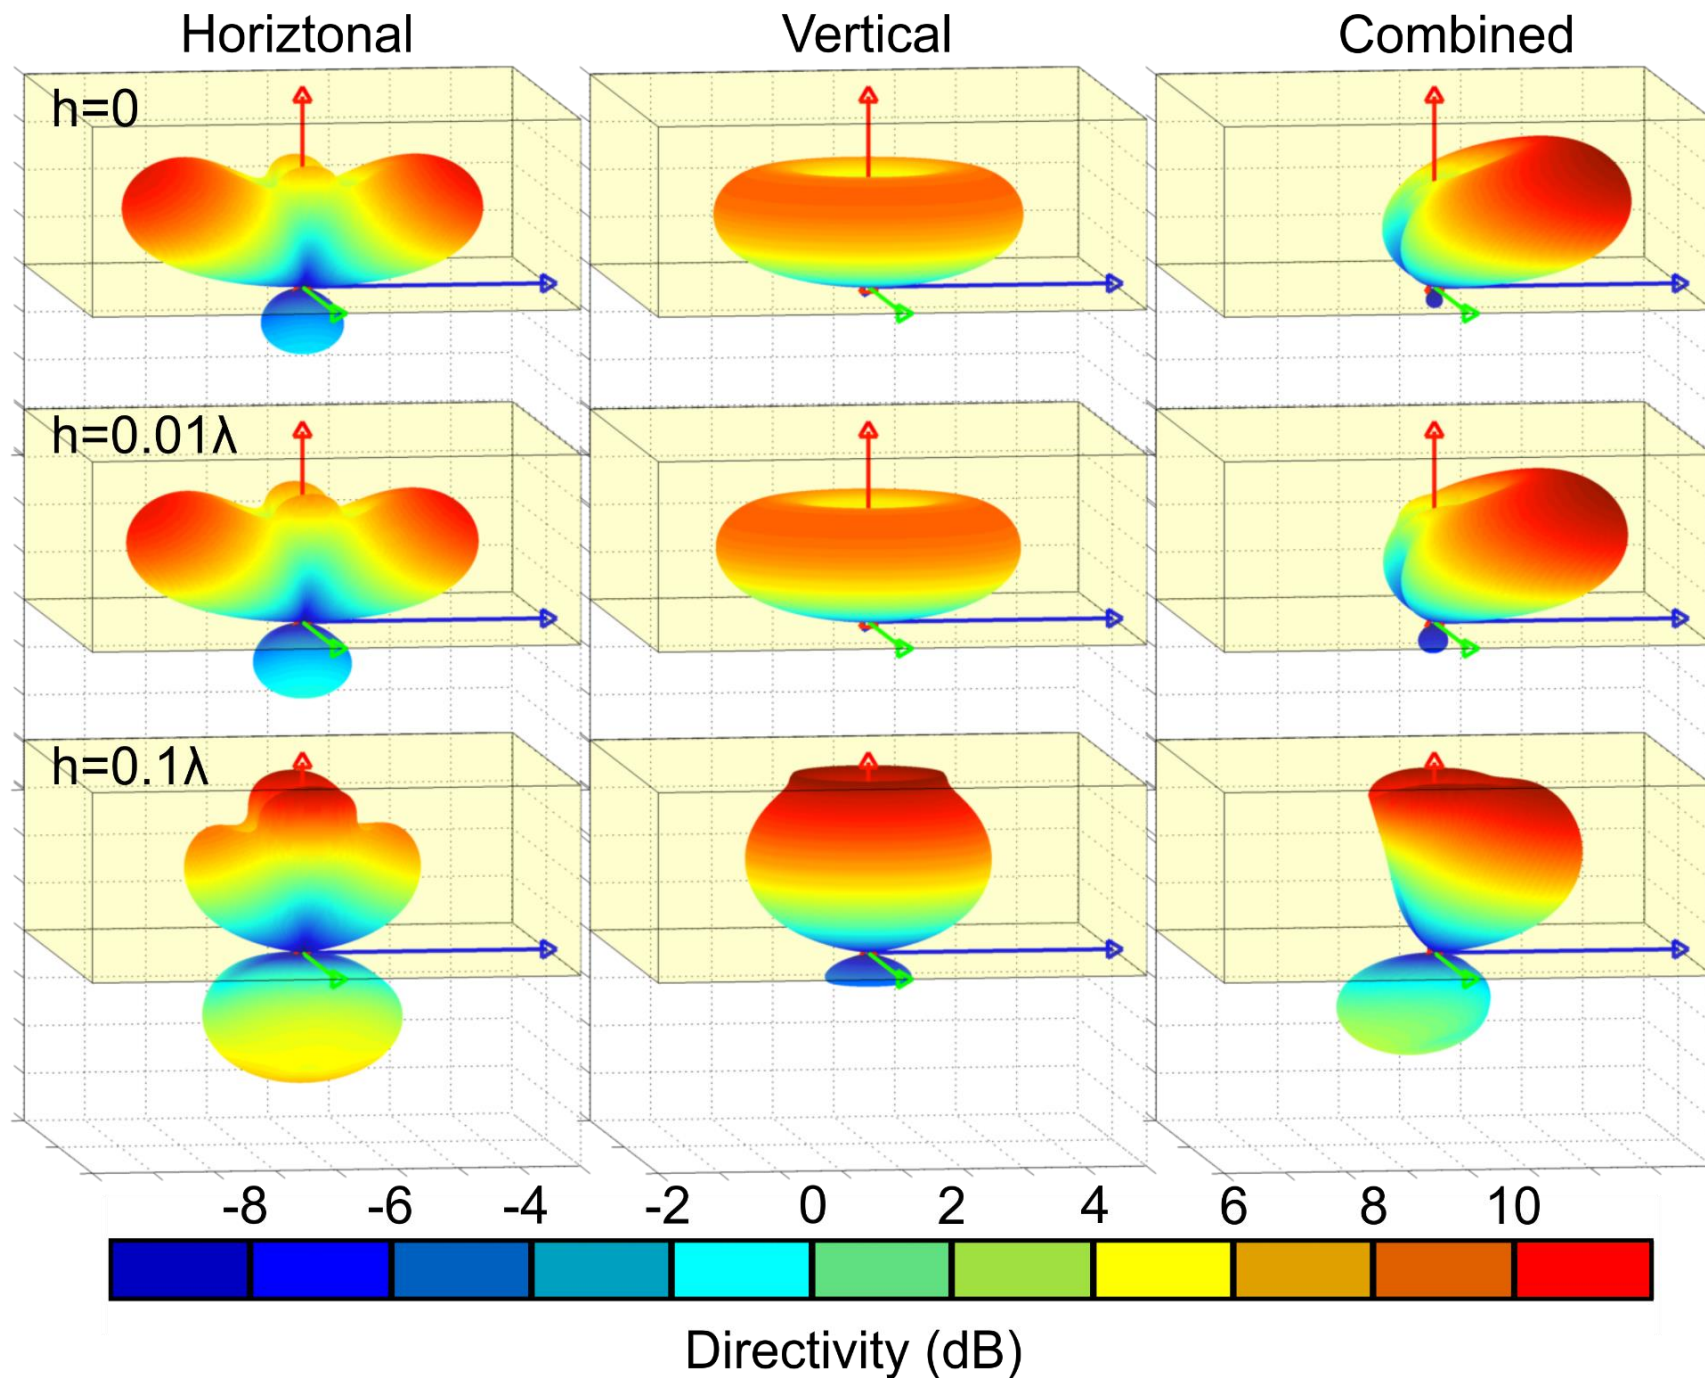 Horiztonal Vertical Combined
h=0
h=0.01λ
h=0.1λ
-8 -6 -4 -2 0 2 4 6 8 10
Directivity (dB)